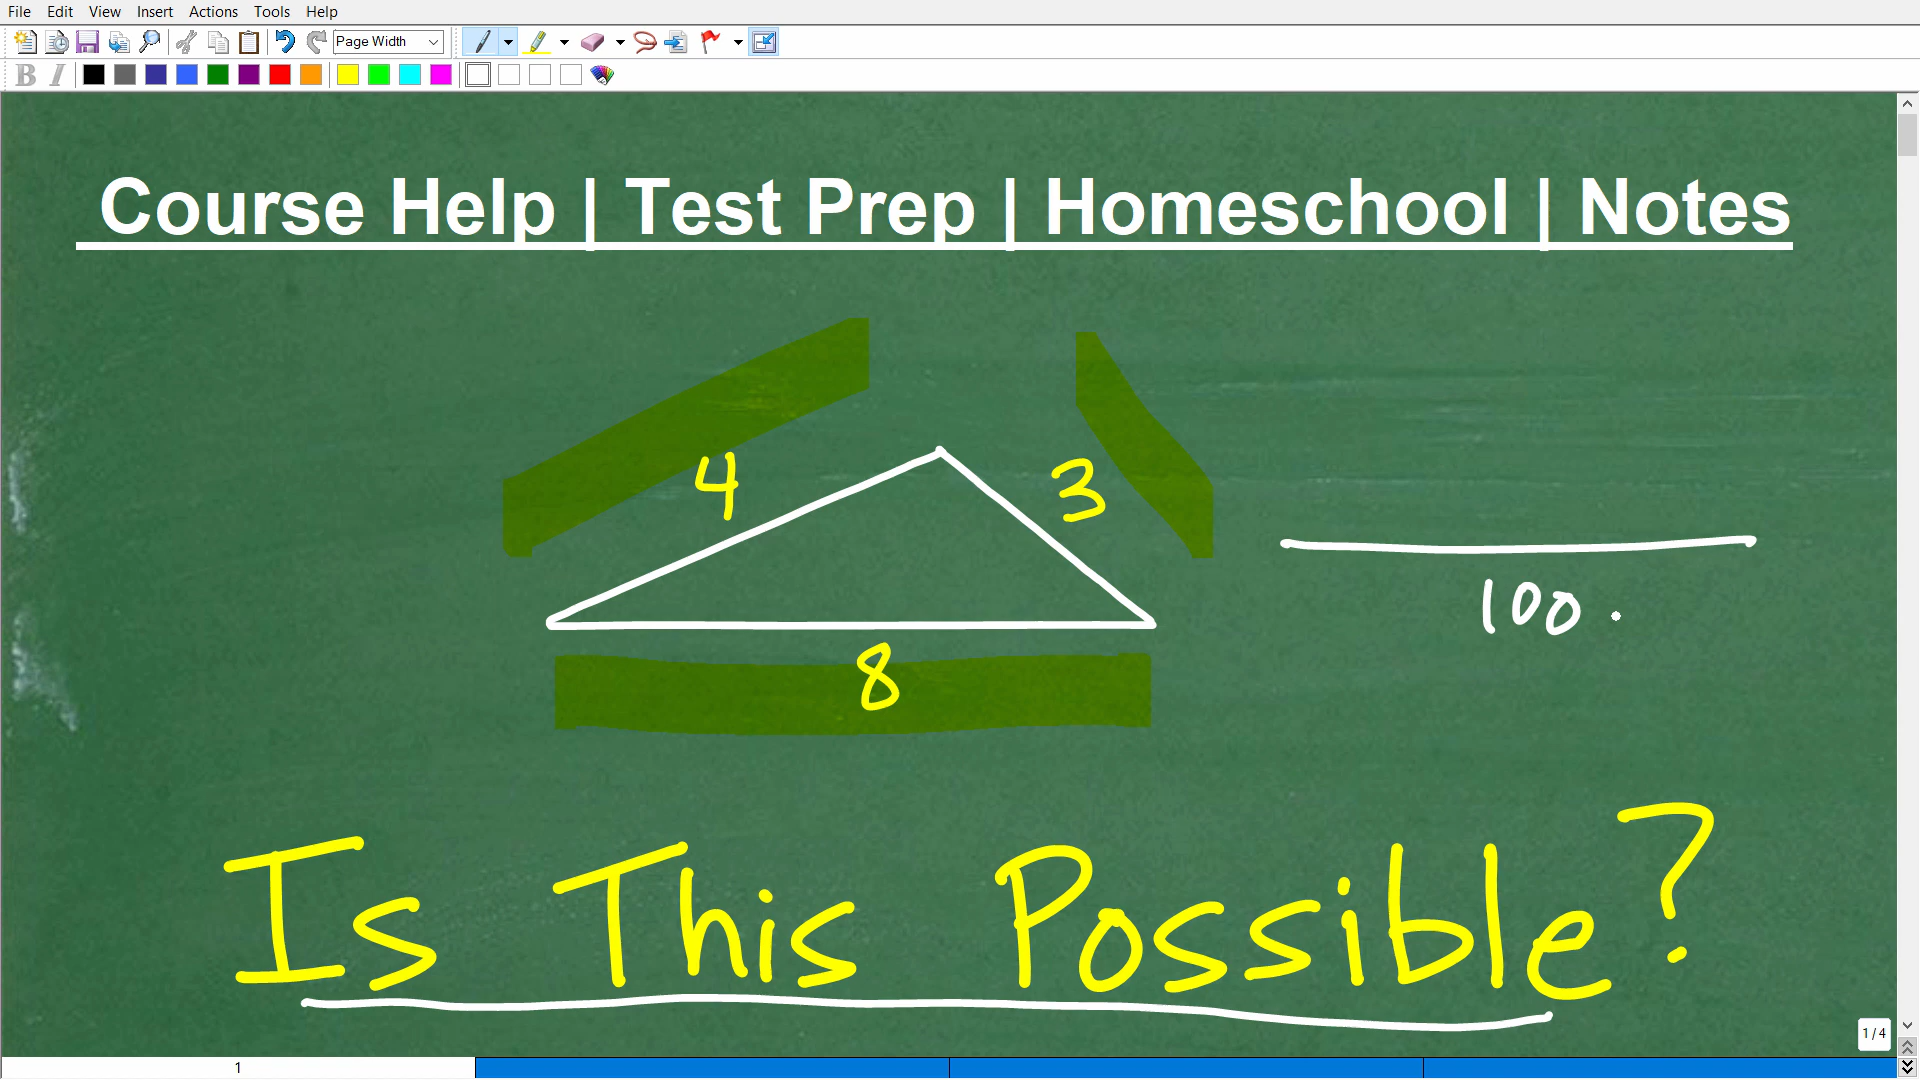 File Edit View Insert Actions Tools Help
Page Width
B I
Course Help | Test Prep | Homeschool | Notes
4 3
100 .
8
Is This Possible?
1 / 4
1